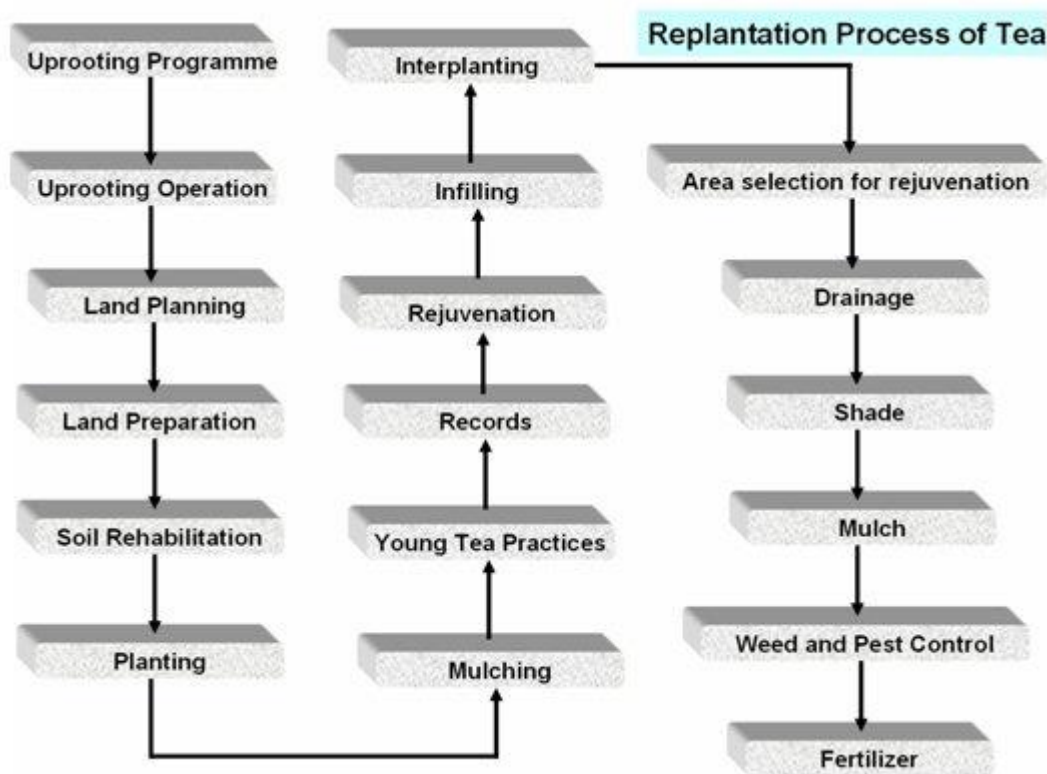 Replantation Process of Tea
Uprooting Programme
Uprooting Operation
Land Planning
Land Preparation
Soil Rehabilitation
Planting
Mulching
Young Tea Practices
Records
Rejuvenation
Infilling
Interplanting
Area selection for rejuvenation
Drainage
Shade
Mulch
Weed and Pest Control
Fertilizer